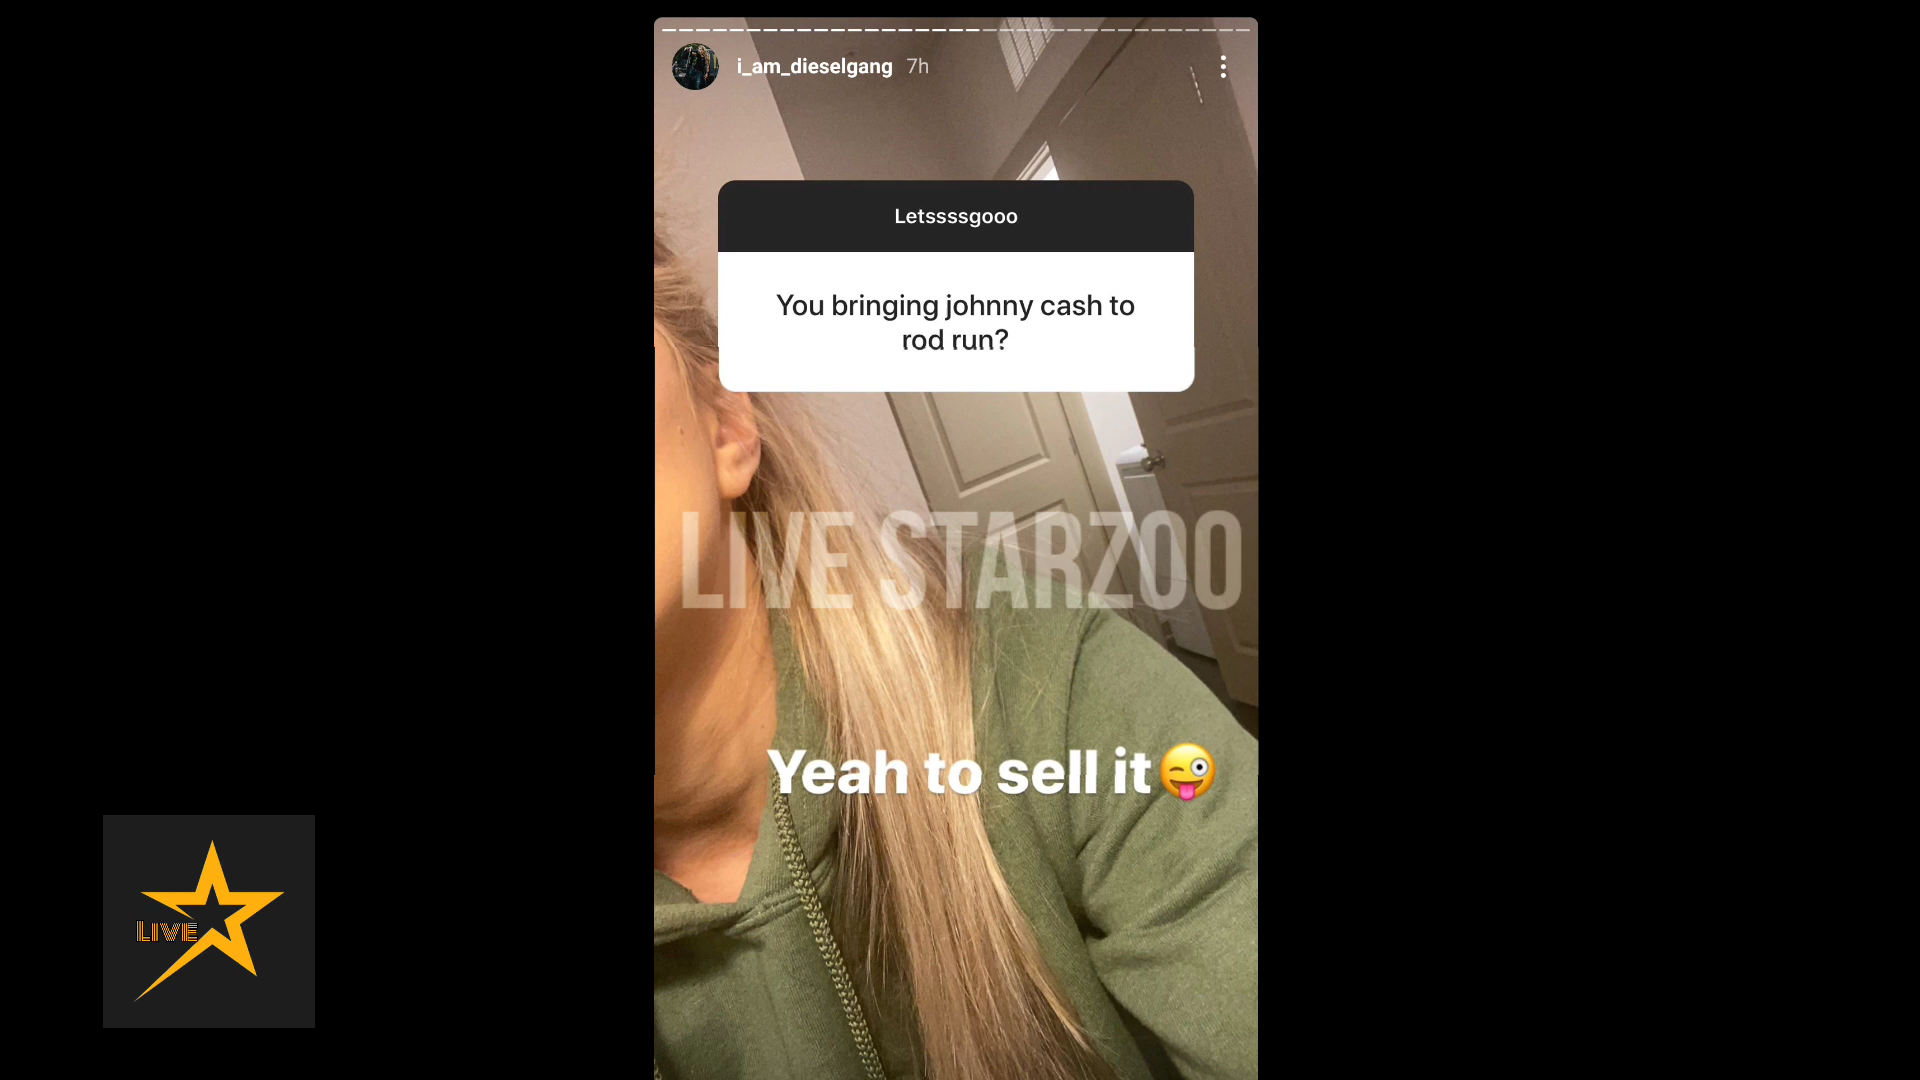 i_am_dieselgang 7h
Letssssgooo
You bringing johnny cash to
rod run?
LIVE STARZOO
Yeah to sell it😜
LIVE